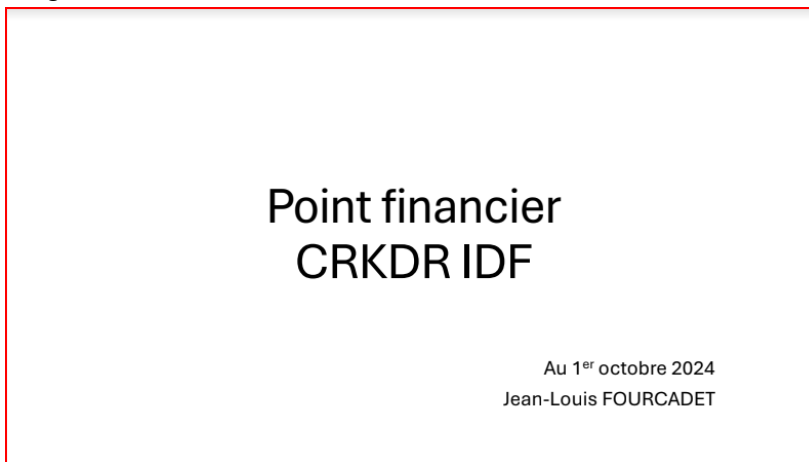 Point financier
CRKDR IDF
Au 1er octobre 2024
Jean-Louis FOURCADET